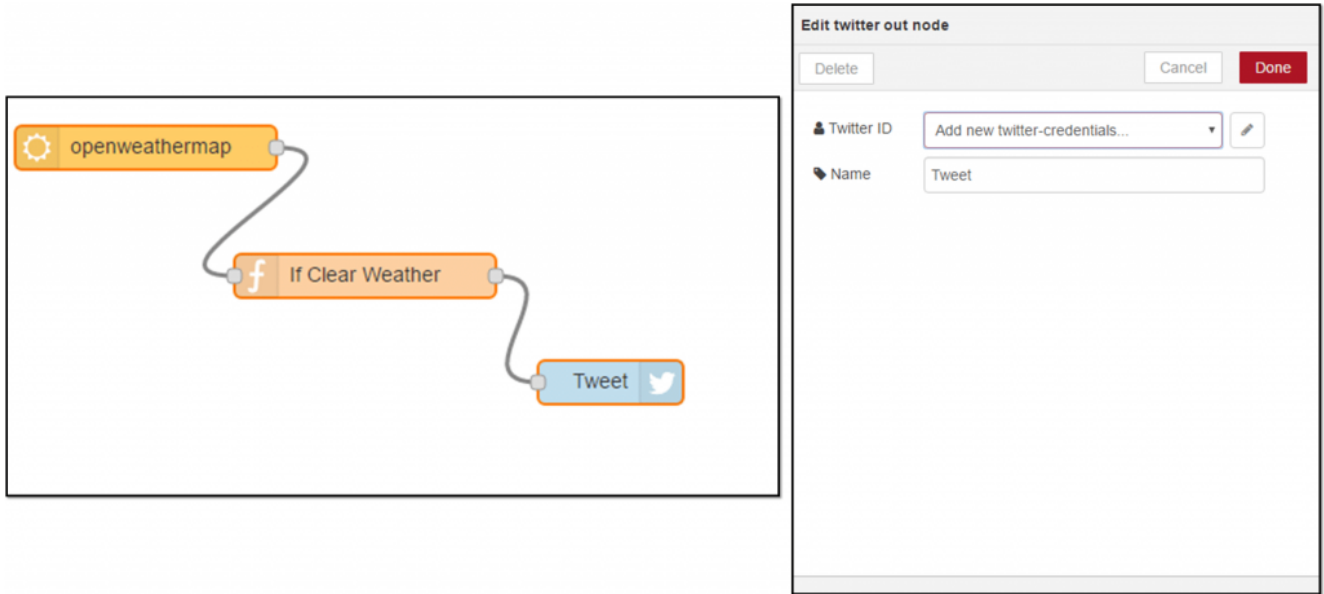 openweathermap
If Clear Weather
Tweet
Edit twitter out node
Delete
Cancel
Done
Twitter ID
Add new twitter-credentials...
Name
Tweet